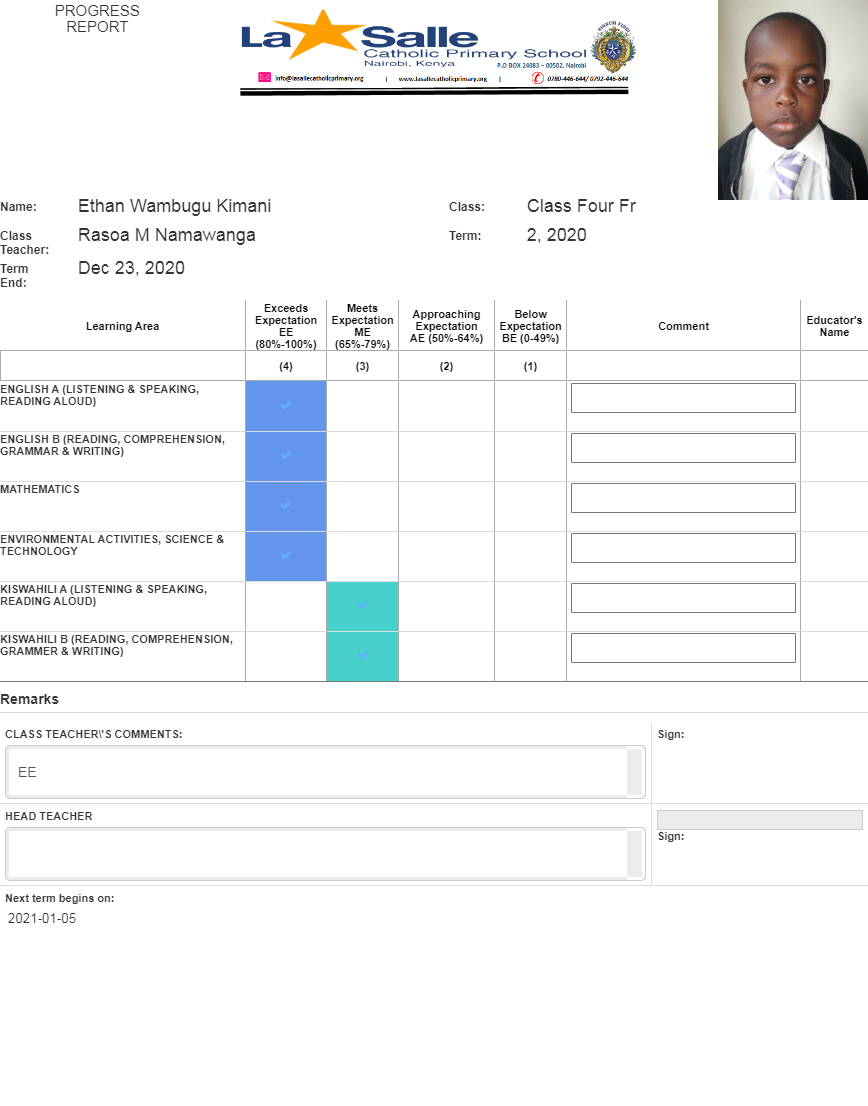 PROGRESS
REPORT
La Salle
Catholic Primary School
Nairobi, Kenya
P.O BOX 24083 – 00502, Nairobi
info@lasallecatholicprimary.org | www.lasallecatholicprimary.org | 0780-446-644/ 0792-446-644
Name: Ethan Wambugu Kimani Class: Class Four Fr
Class Teacher: Rasoa M Namawanga Term: 2, 2020
Term End: Dec 23, 2020
Learning Area Exceeds Expectation EE (80%-100%) Meets Expectation ME (65%-79%) Approaching Expectation AE (50%-64%) Below Expectation BE (0-49%) Comment Educator's Name
(4) (3) (2) (1)
ENGLISH A (LISTENING & SPEAKING,
READING ALOUD)
ENGLISH B (READING, COMPREHENSION,
GRAMMAR & WRITING)
MATHEMATICS
ENVIRONMENTAL ACTIVITIES, SCIENCE &
TECHNOLOGY
KISWAHILI A (LISTENING & SPEAKING,
READING ALOUD)
KISWAHILI B (READING, COMPREHENSION,
GRAMMER & WRITING)
Remarks
CLASS TEACHER\'S COMMENTS: Sign:
EE
HEAD TEACHER
Sign:
Next term begins on:
2021-01-05